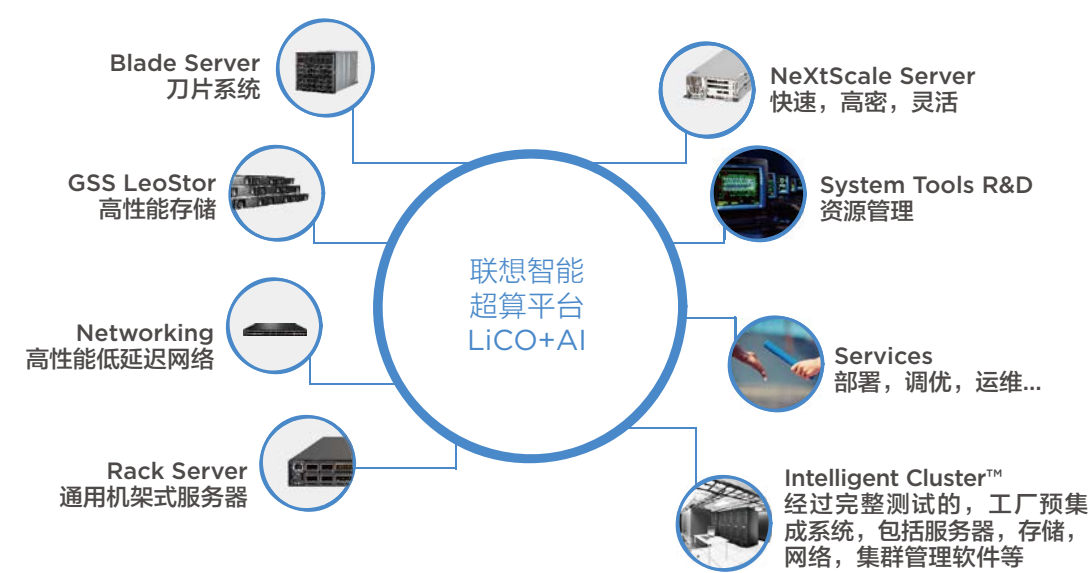 Blade Server
刀片系统
GSS LeoStor
高性能存储
Networking
高性能低延迟网络
Rack Server
通用机架式服务器
联想智能
超算平台
LiCO+AI
NeXtScale Server
快速，高密，灵活
System Tools R&D
资源管理
Services
部署，调优，运维...
Intelligent Cluster™
经过完整测试的，工厂预集
成系统，包括服务器，存储，
网络，集群管理软件等